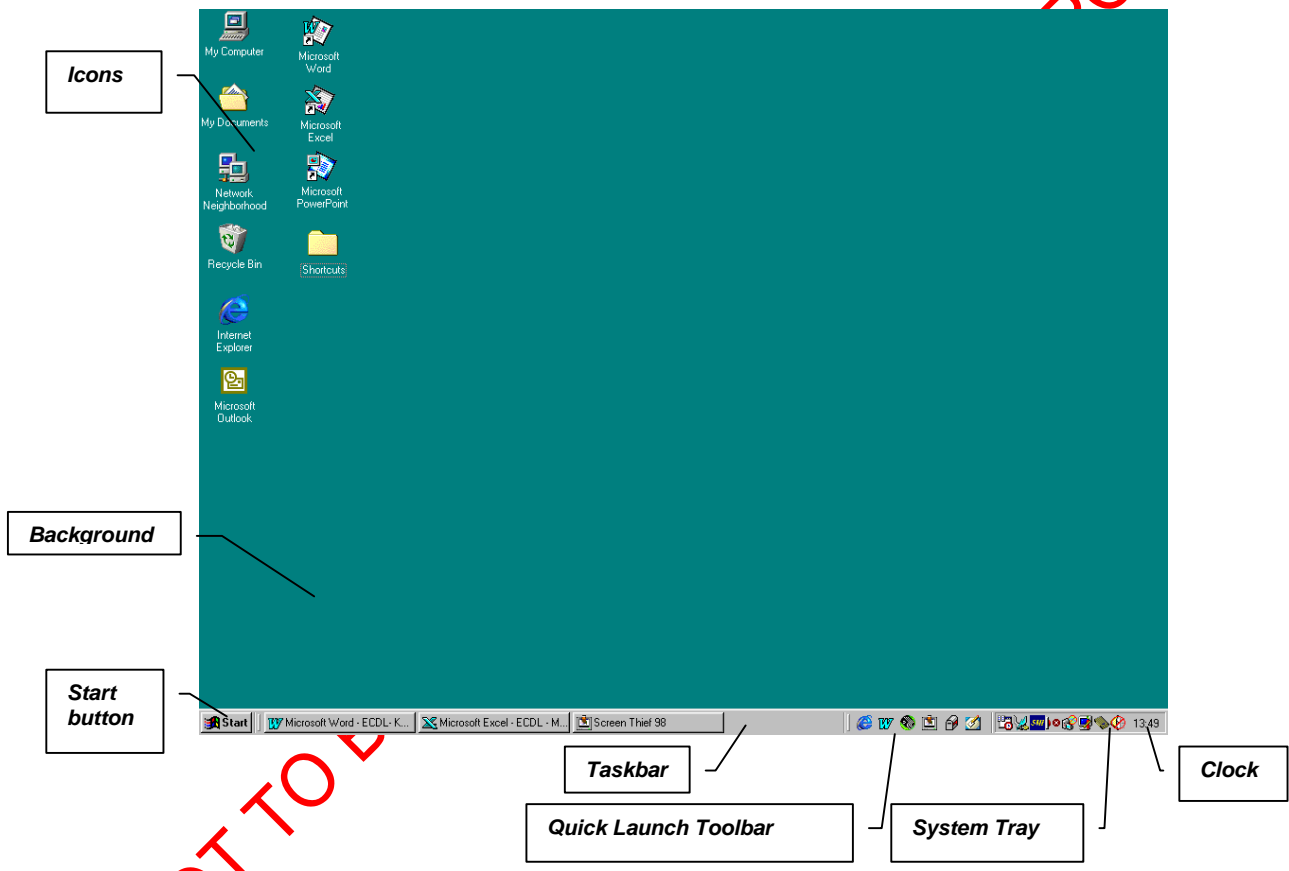 My Computer
Microsoft
Word
Icons
My Documents
Microsoft
Excel
Network
Neighborhood
Microsoft
PowerPoint
Recycle Bin
Shortcuts
Internet
Explorer
Microsoft
Outlook
Background
Start
button
Start
Microsoft Word - ECDL- K...
Microsoft Excel - ECDL - M...
Screen Thief 98
13:49
Taskbar
Clock
Quick Launch Toolbar
System Tray
TO